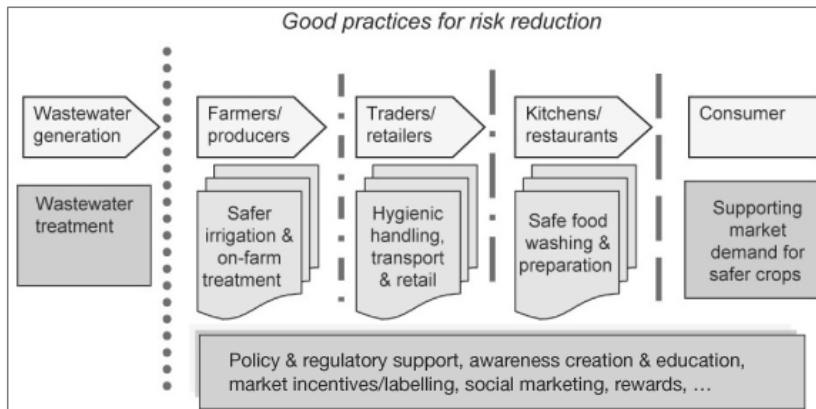 Good practices for risk reduction
Wastewater
generation
Farmers/
producers
Traders/
retailers
Kitchens/
restaurants
Consumer
Wastewater
treatment
Safer
irrigation &
on-farm
treatment
Hygienic
handling,
transport
& retail
Safe food
washing &
preparation
Supporting
market
demand for
safer crops
Policy & regulatory support, awareness creation & education,
market incentives/labelling, social marketing, rewards, ...